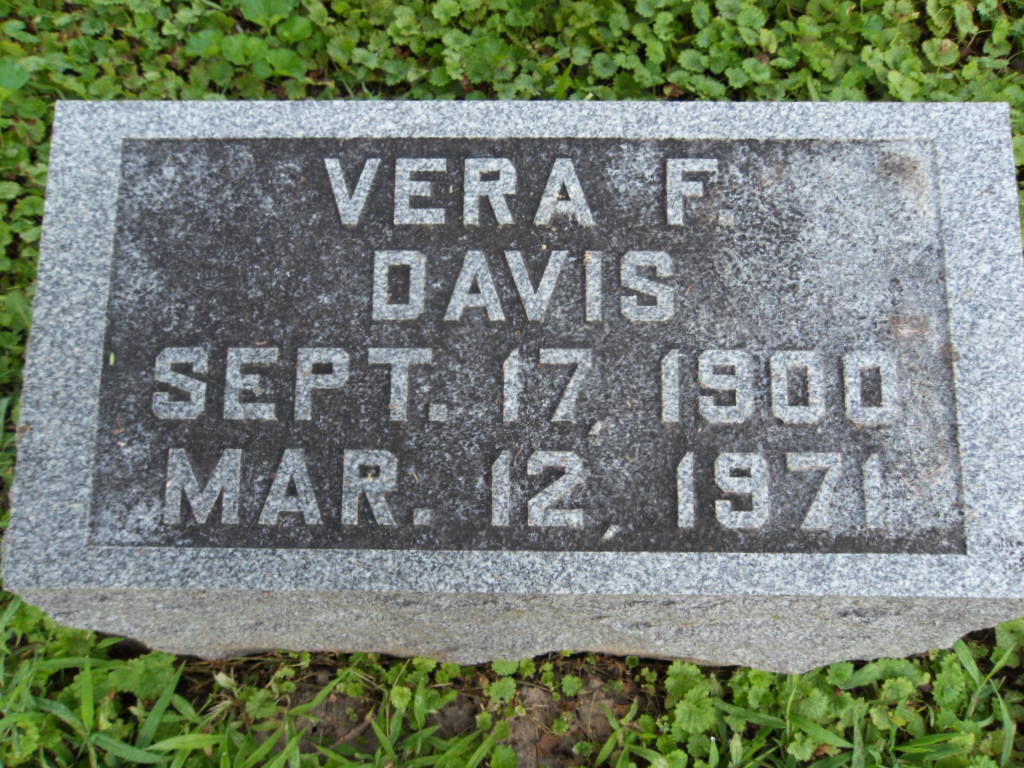 VERA F.
DAVIS
SEPT. 17, 1900
MAR. 12, 1971